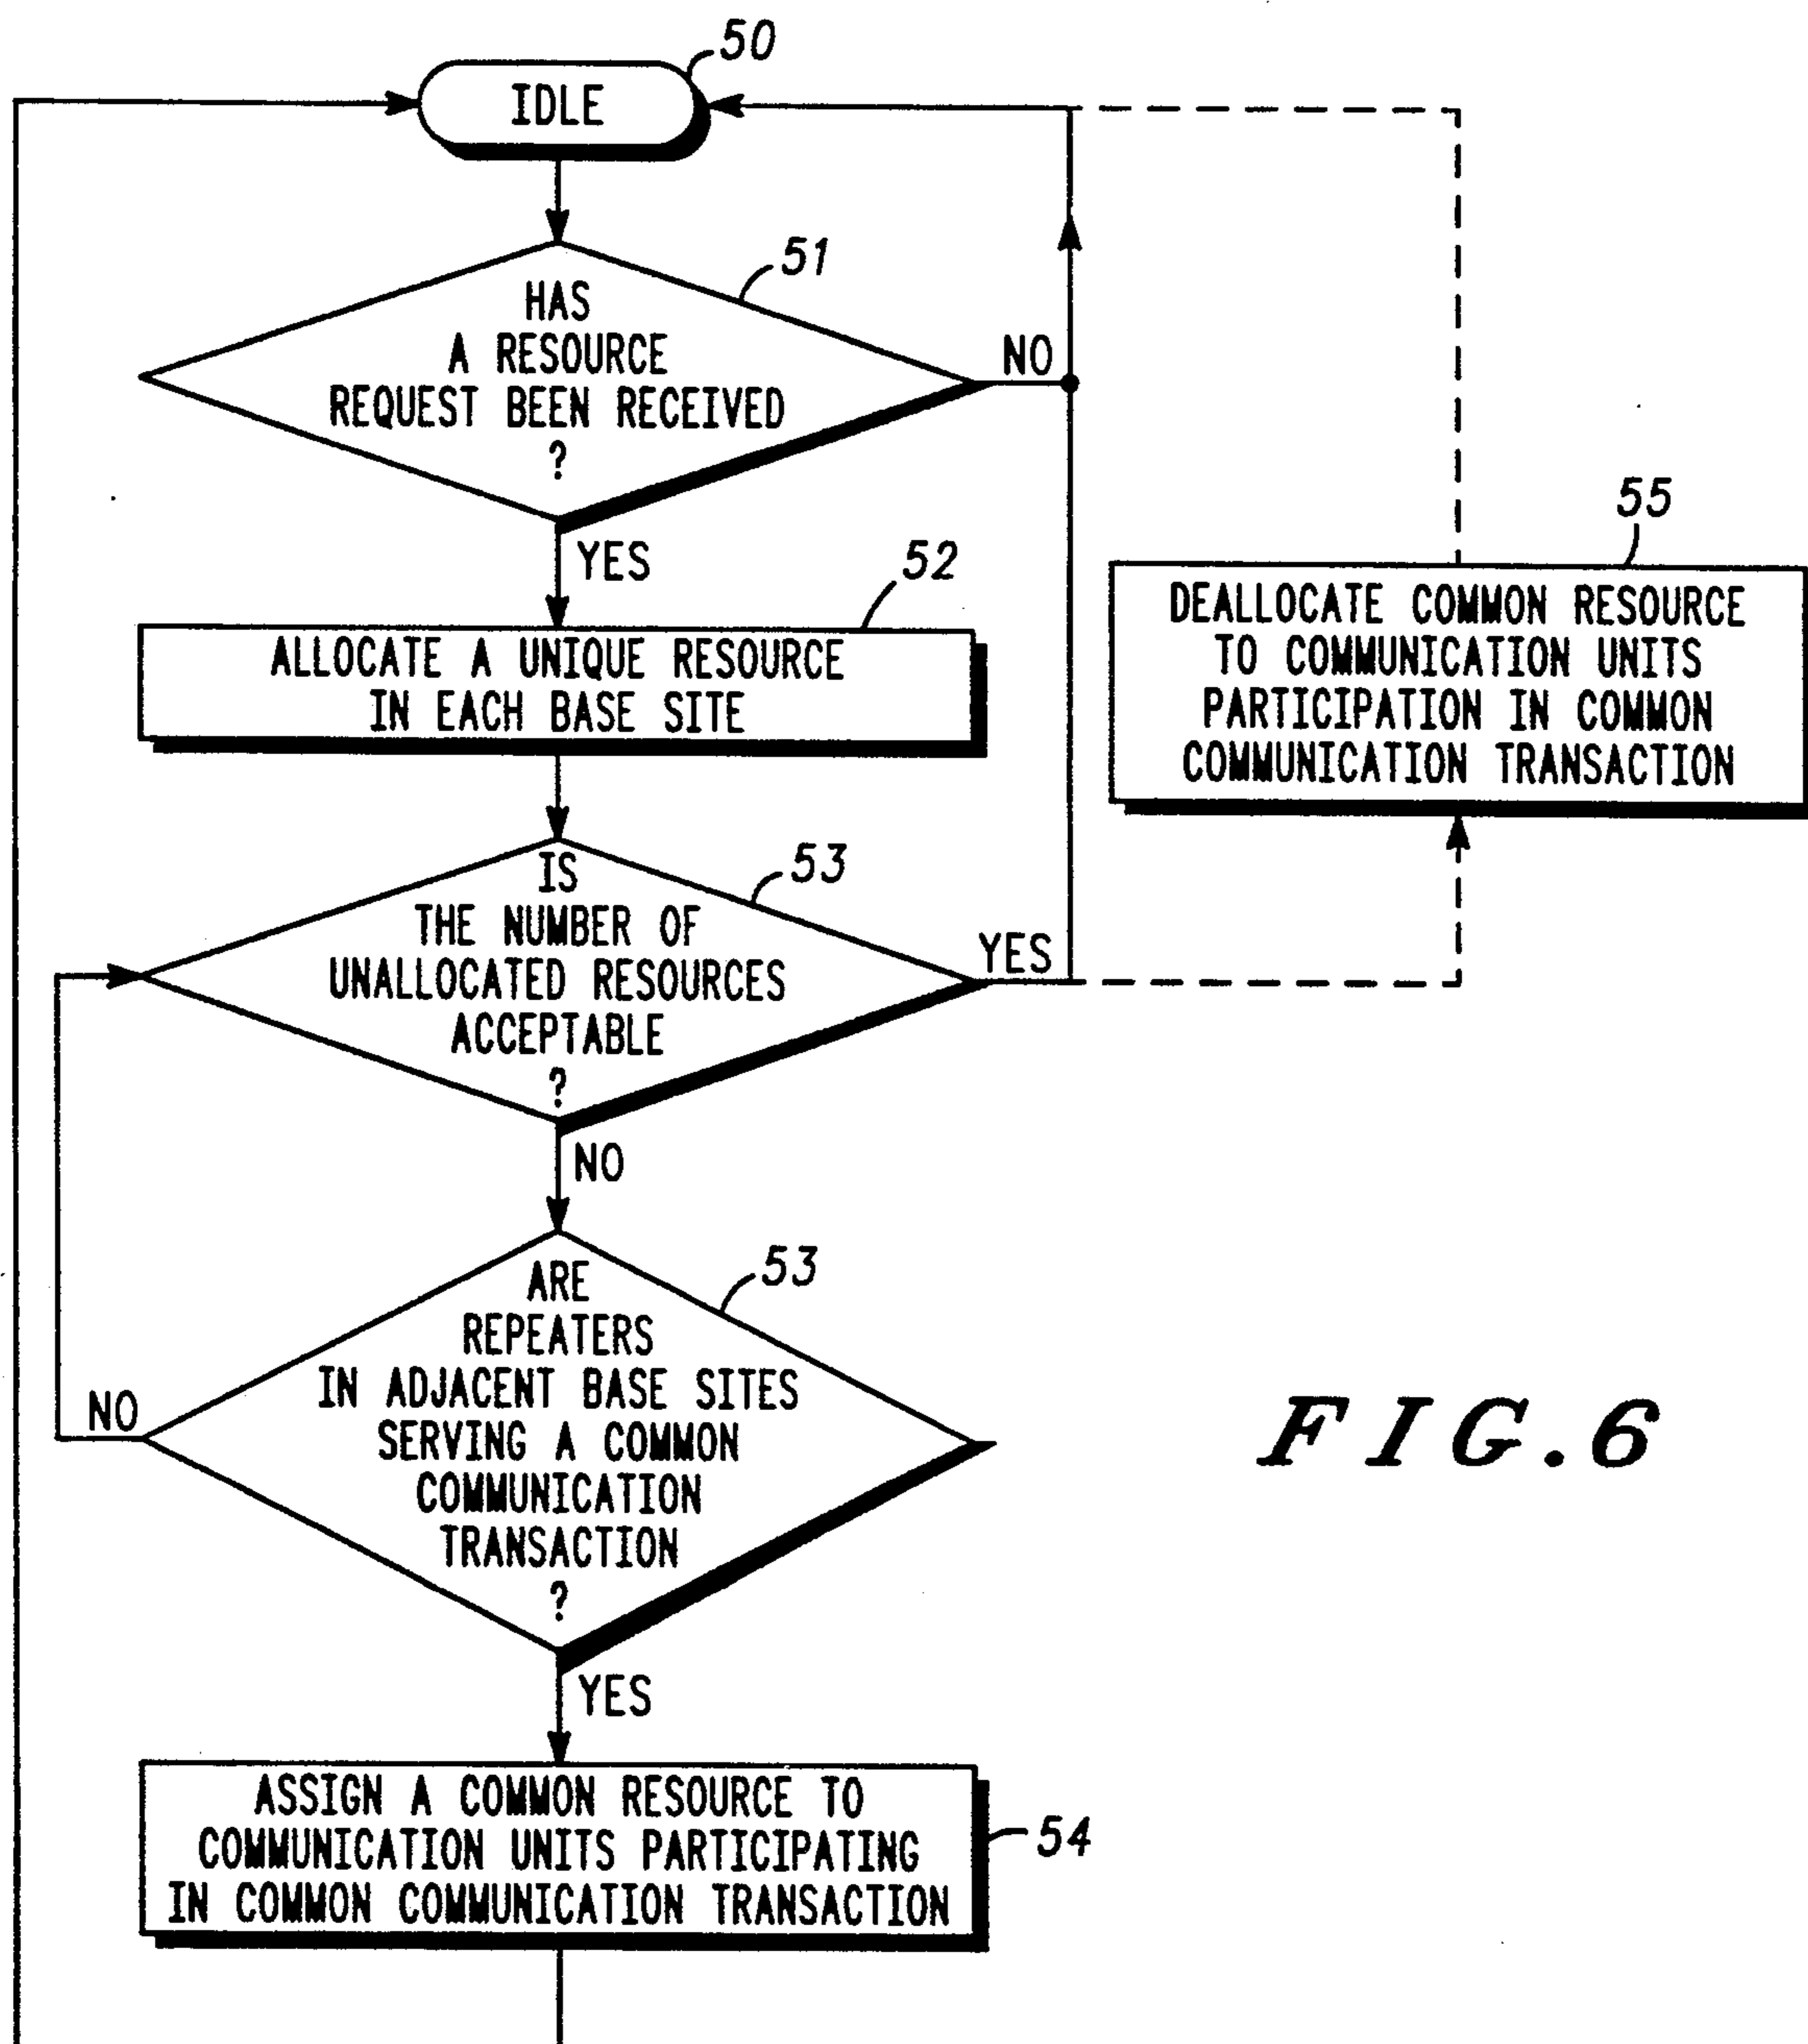 50
IDLE
51
HAS
A RESOURCE
REQUEST BEEN RECEIVED
?
NO
YES
52
ALLOCATE A UNIQUE RESOURCE
IN EACH BASE SITE
55
DEALLOCATE COMMON RESOURCE
TO COMMUNICATION UNITS
PARTICIPATION IN COMMON
COMMUNICATION TRANSACTION
53
IS
THE NUMBER OF
UNALLOCATED RESOURCES
ACCEPTABLE
?
YES
NO
53
ARE
REPEATERS
IN ADJACENT BASE SITES
SERVING A COMMON
COMMUNICATION
TRANSACTION
?
NO
YES
FIG.6
ASSIGN A COMMON RESOURCE TO
COMMUNICATION UNITS PARTICIPATING
IN COMMON COMMUNICATION TRANSACTION
54